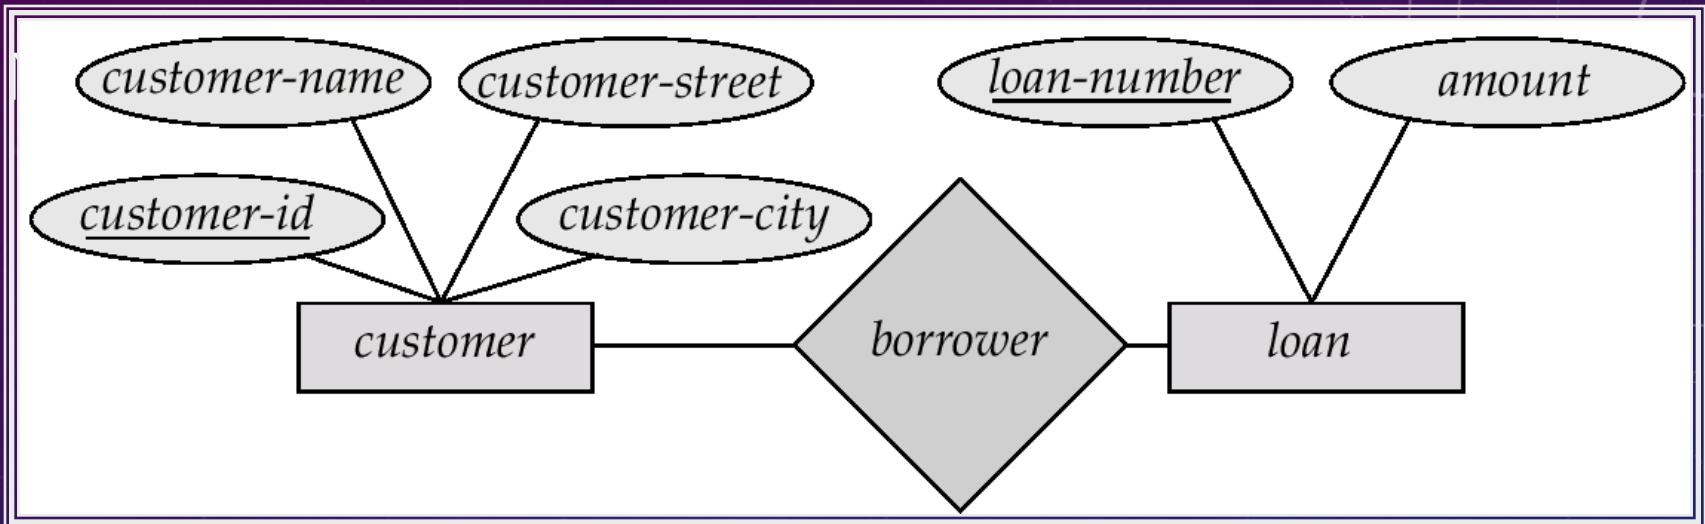 customer-name customer-street loan-number amount
customer-id customer-city
customer borrower loan